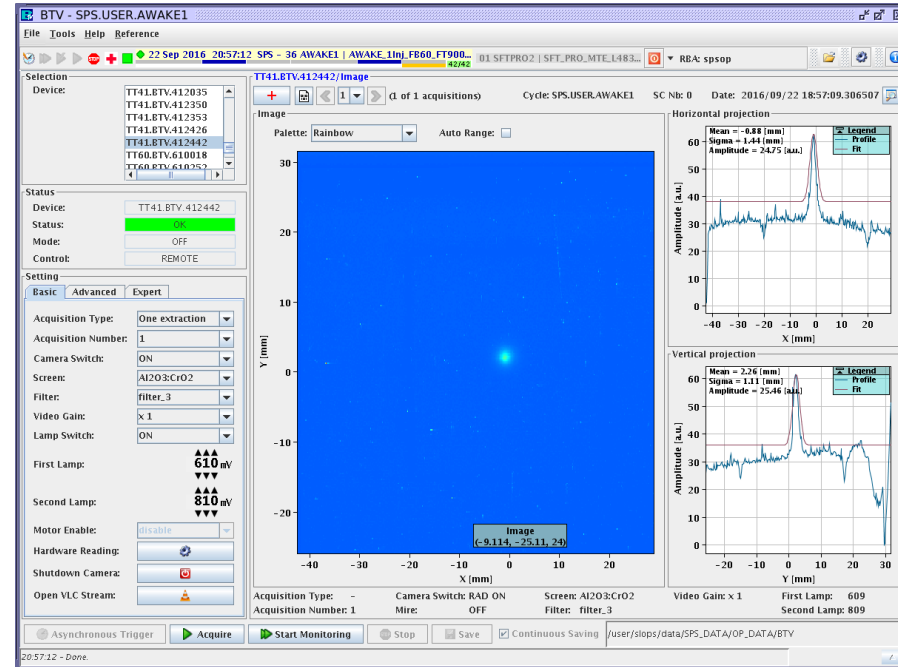 BTV - SPS.USER.AWAKE1
File Tools Help Reference
22 Sep 2016 20:57:12 SPS - 36 AWAKE1 | AWAKE_1Inj_FB60_FT900...
42/42
01 SFTPRO2 | SFT_PRO_MTE_L483...
RBA: spsop
Selection
Device:
TT41.BTV.412035
TT41.BTV.412350
TT41.BTV.412353
TT41.BTV.412426
TT41.BTV.412442
TT60.BTV.610018
TT60.BTV.610252
Status
Device: TT41.BTV.412442
Status: OK
Mode: OFF
Control: REMOTE
Setting
Basic Advanced Expert
Acquisition Type: One extraction
Acquisition Number: 1
Camera Switch: ON
Screen: Al2O3:CrO2
Filter: filter_3
Video Gain: x 1
Lamp Switch: ON
First Lamp: 610 mV
Second Lamp: 810 mV
Motor Enable: disable
Hardware Reading:
Shutdown Camera:
Open VLC Stream:
TT41.BTV.412442/Image
1 (1 of 1 acquisitions) Cycle: SPS.USER.AWAKE1 SC Nb: 0 Date: 2016/09/22 18:57:09.306507
Image
Palette: Rainbow Auto Range:
30
20
10
0
-10
-20
Y [mm]
Image
(-9.114, -25.11, 24)
-40 -30 -20 -10 0 10 20
X [mm]
Horizontal projection
Mean = -0.88 [mm]
Sigma = 1.44 [mm]
Amplitude = 24.75 [a.u.]
Legend
Profile
Fit
60
50
40
30
20
10
0
Amplitude [a.u.]
-40 -30 -20 -10 0 10 20
X [mm]
Vertical projection
Mean = 2.26 [mm]
Sigma = 1.11 [mm]
Amplitude = 25.46 [a.u.]
Legend
Profile
Fit
60
50
40
30
20
10
0
Amplitude [a.u.]
-20 -10 0 10 20 30
Y [mm]
Acquisition Type: - Camera Switch: RAD ON Screen: Al2O3:CrO2 Video Gain: x 1 First Lamp: 609
Acquisition Number: 1 Mire: OFF Filter: filter_3 Second Lamp: 809
Asynchronous Trigger Acquire Start Monitoring Stop Save Continuous Saving /user/slops/data/SPS_DATA/OP_DATA/BTV
20:57:12 - Done.